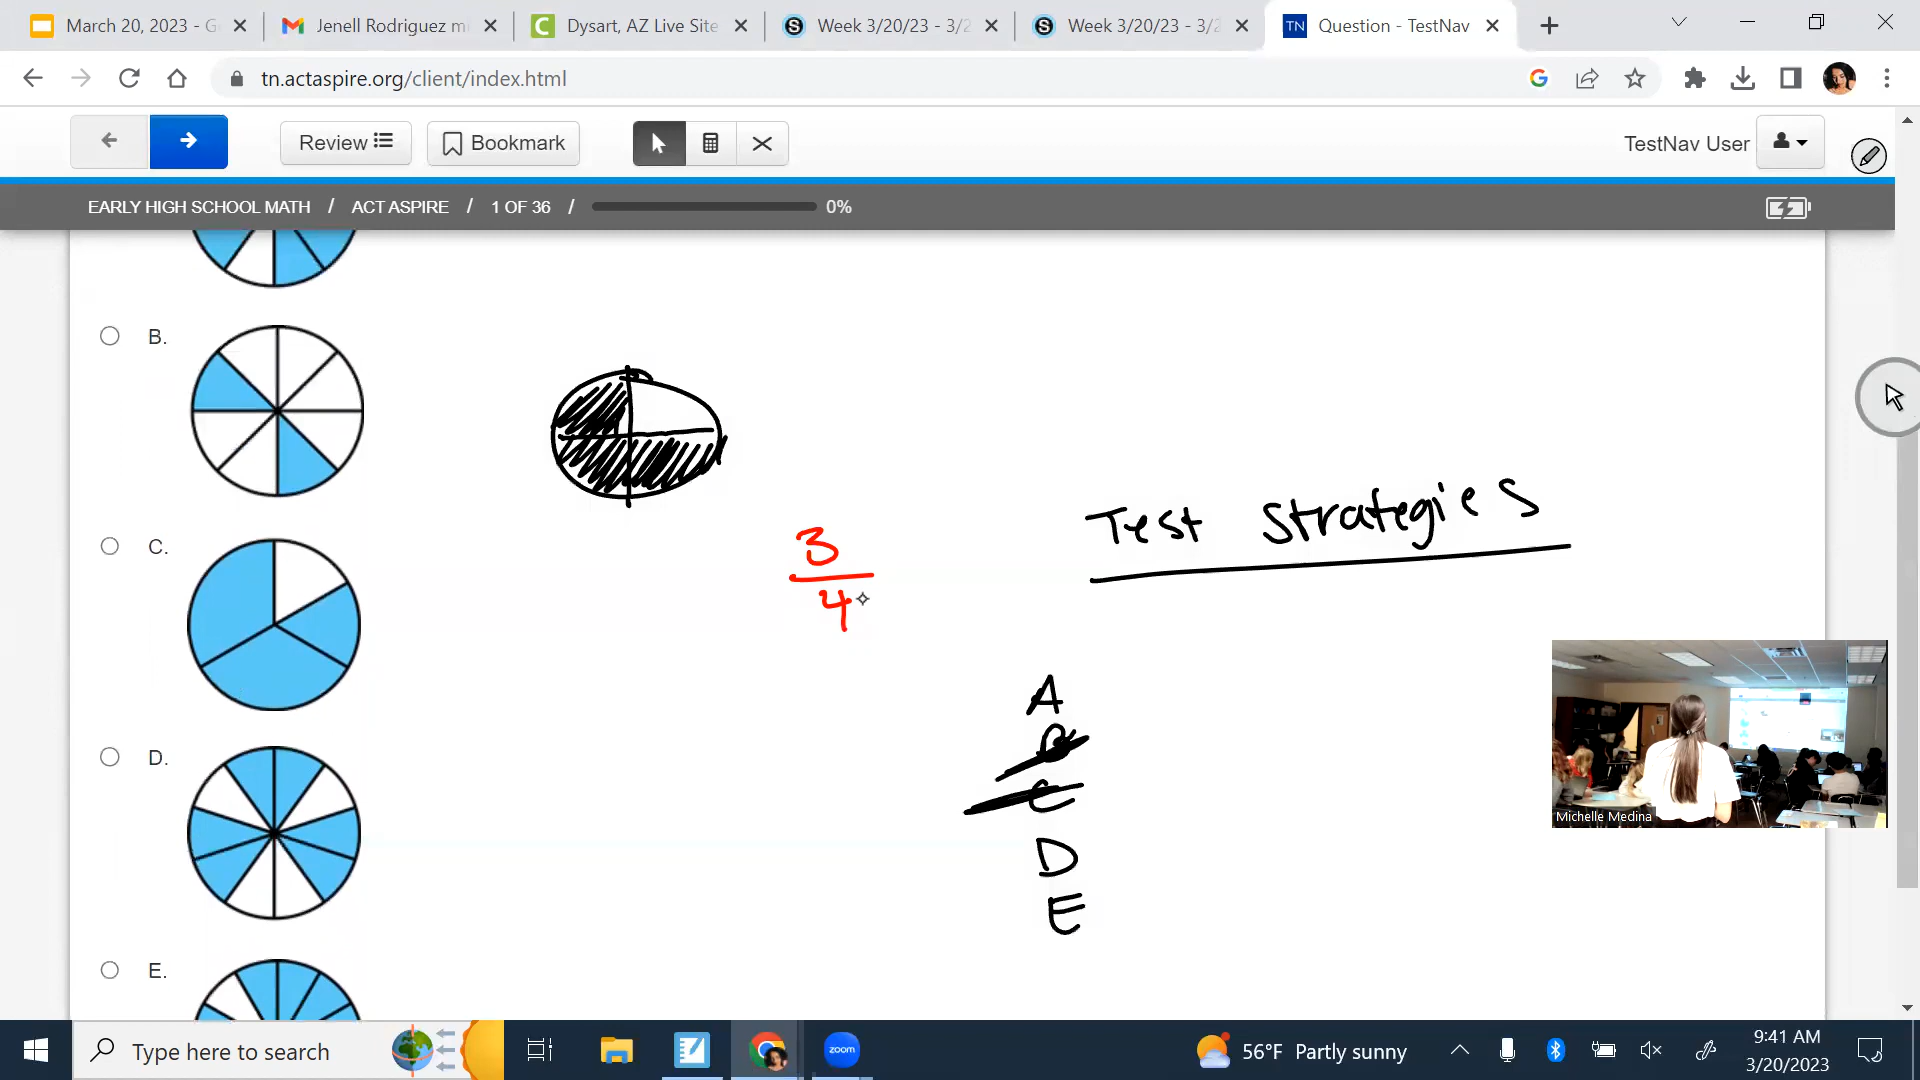 March 20, 2023 - G
Jenell Rodriguez m
Dysart, AZ Live Site
Week 3/20/23 - 3/2
Week 3/20/23 - 3/2
TN Question - TestNav
tn.actaspire.org/client/index.html
Review
Bookmark
TestNav User
EARLY HIGH SCHOOL MATH / ACT ASPIRE / 1 OF 36 / 0%
B.
C.
D.
E.
Test Strategies
3
4
A
B
C
D
E
Michelle Medina
Type here to search
zoom
56°F Partly sunny
9:41 AM
3/20/2023